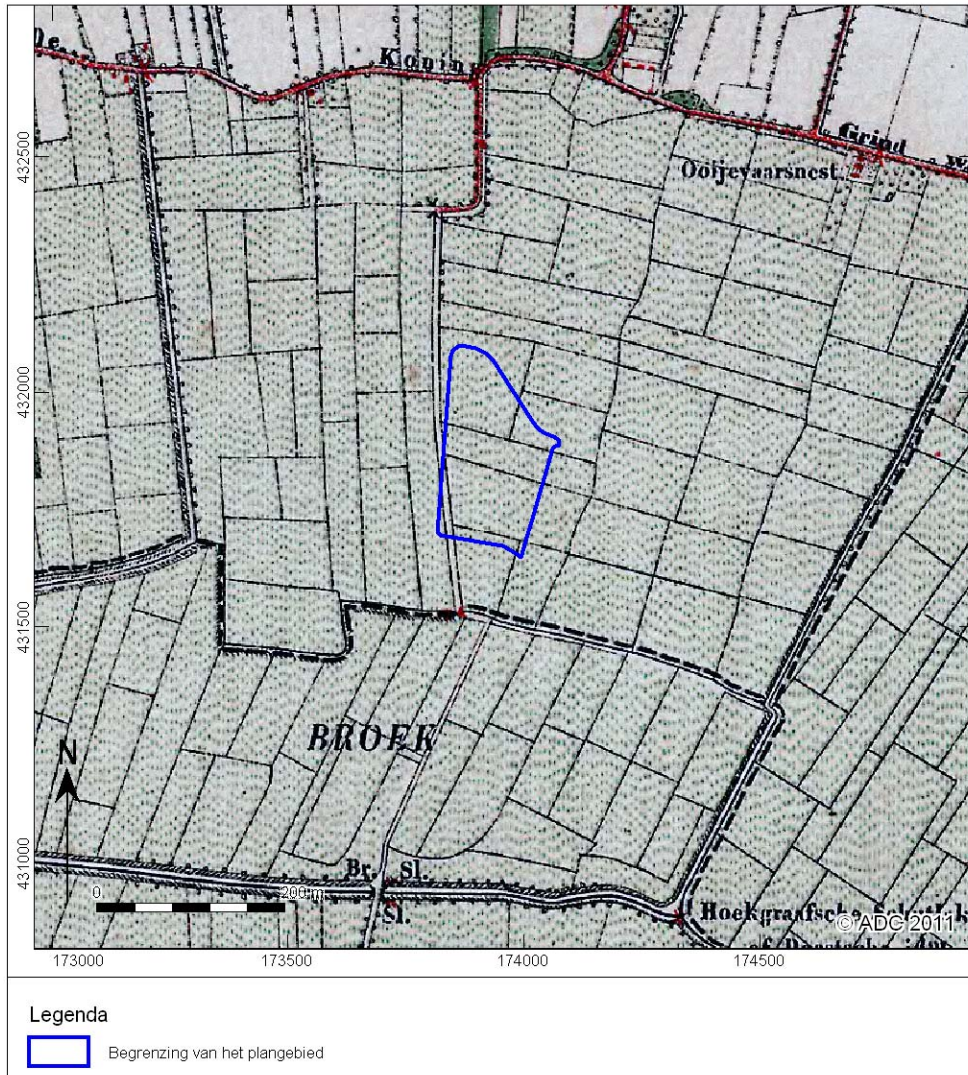 Konin
Grind
W
Ooijevaarsnest.
432500
432000
431500
431000
BROEK
N
Br. Sl.
Sl.
0 200 m
Hoekgraafsche
© ADC 2011
173000 173500 174000 174500
Legenda
Begrenzing van het plangebied